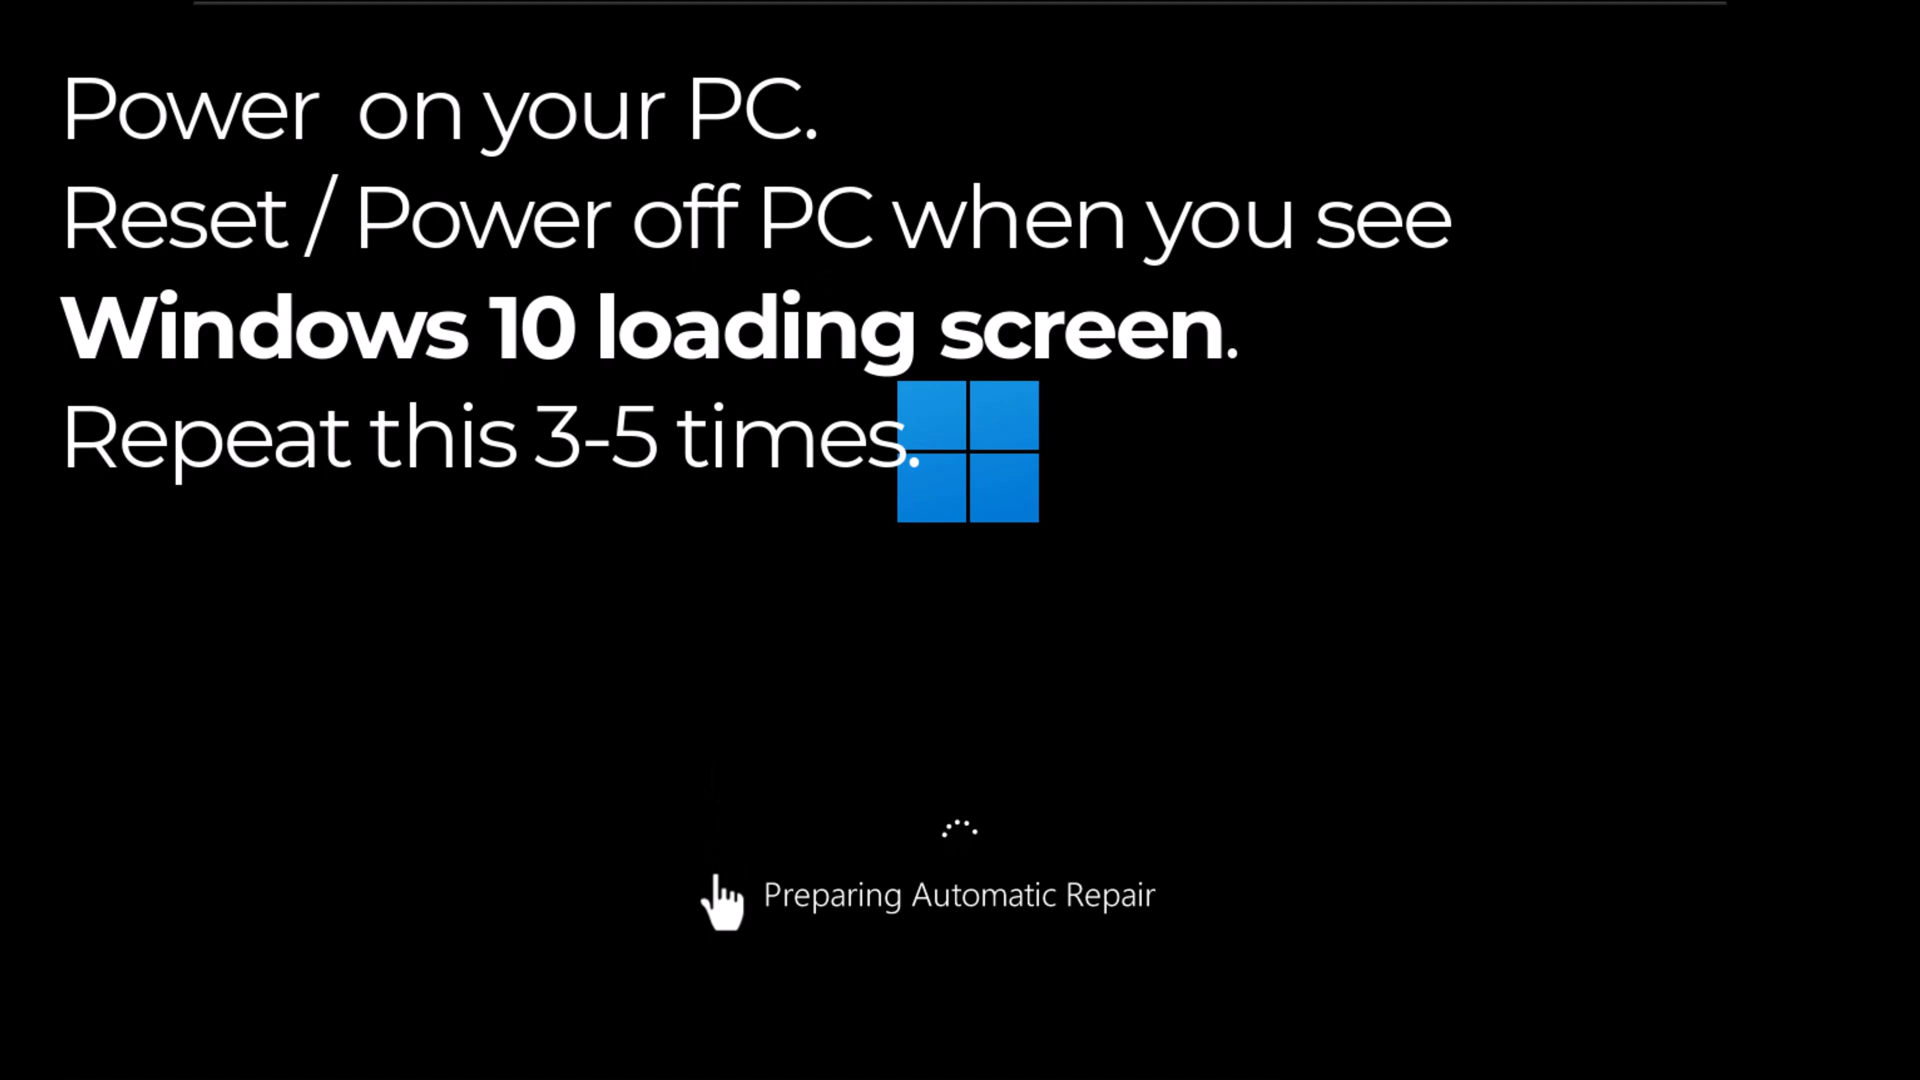 Power on your PC.
Reset / Power off PC when you see
Windows 10 loading screen.
Repeat this 3-5 times.
Preparing Automatic Repair